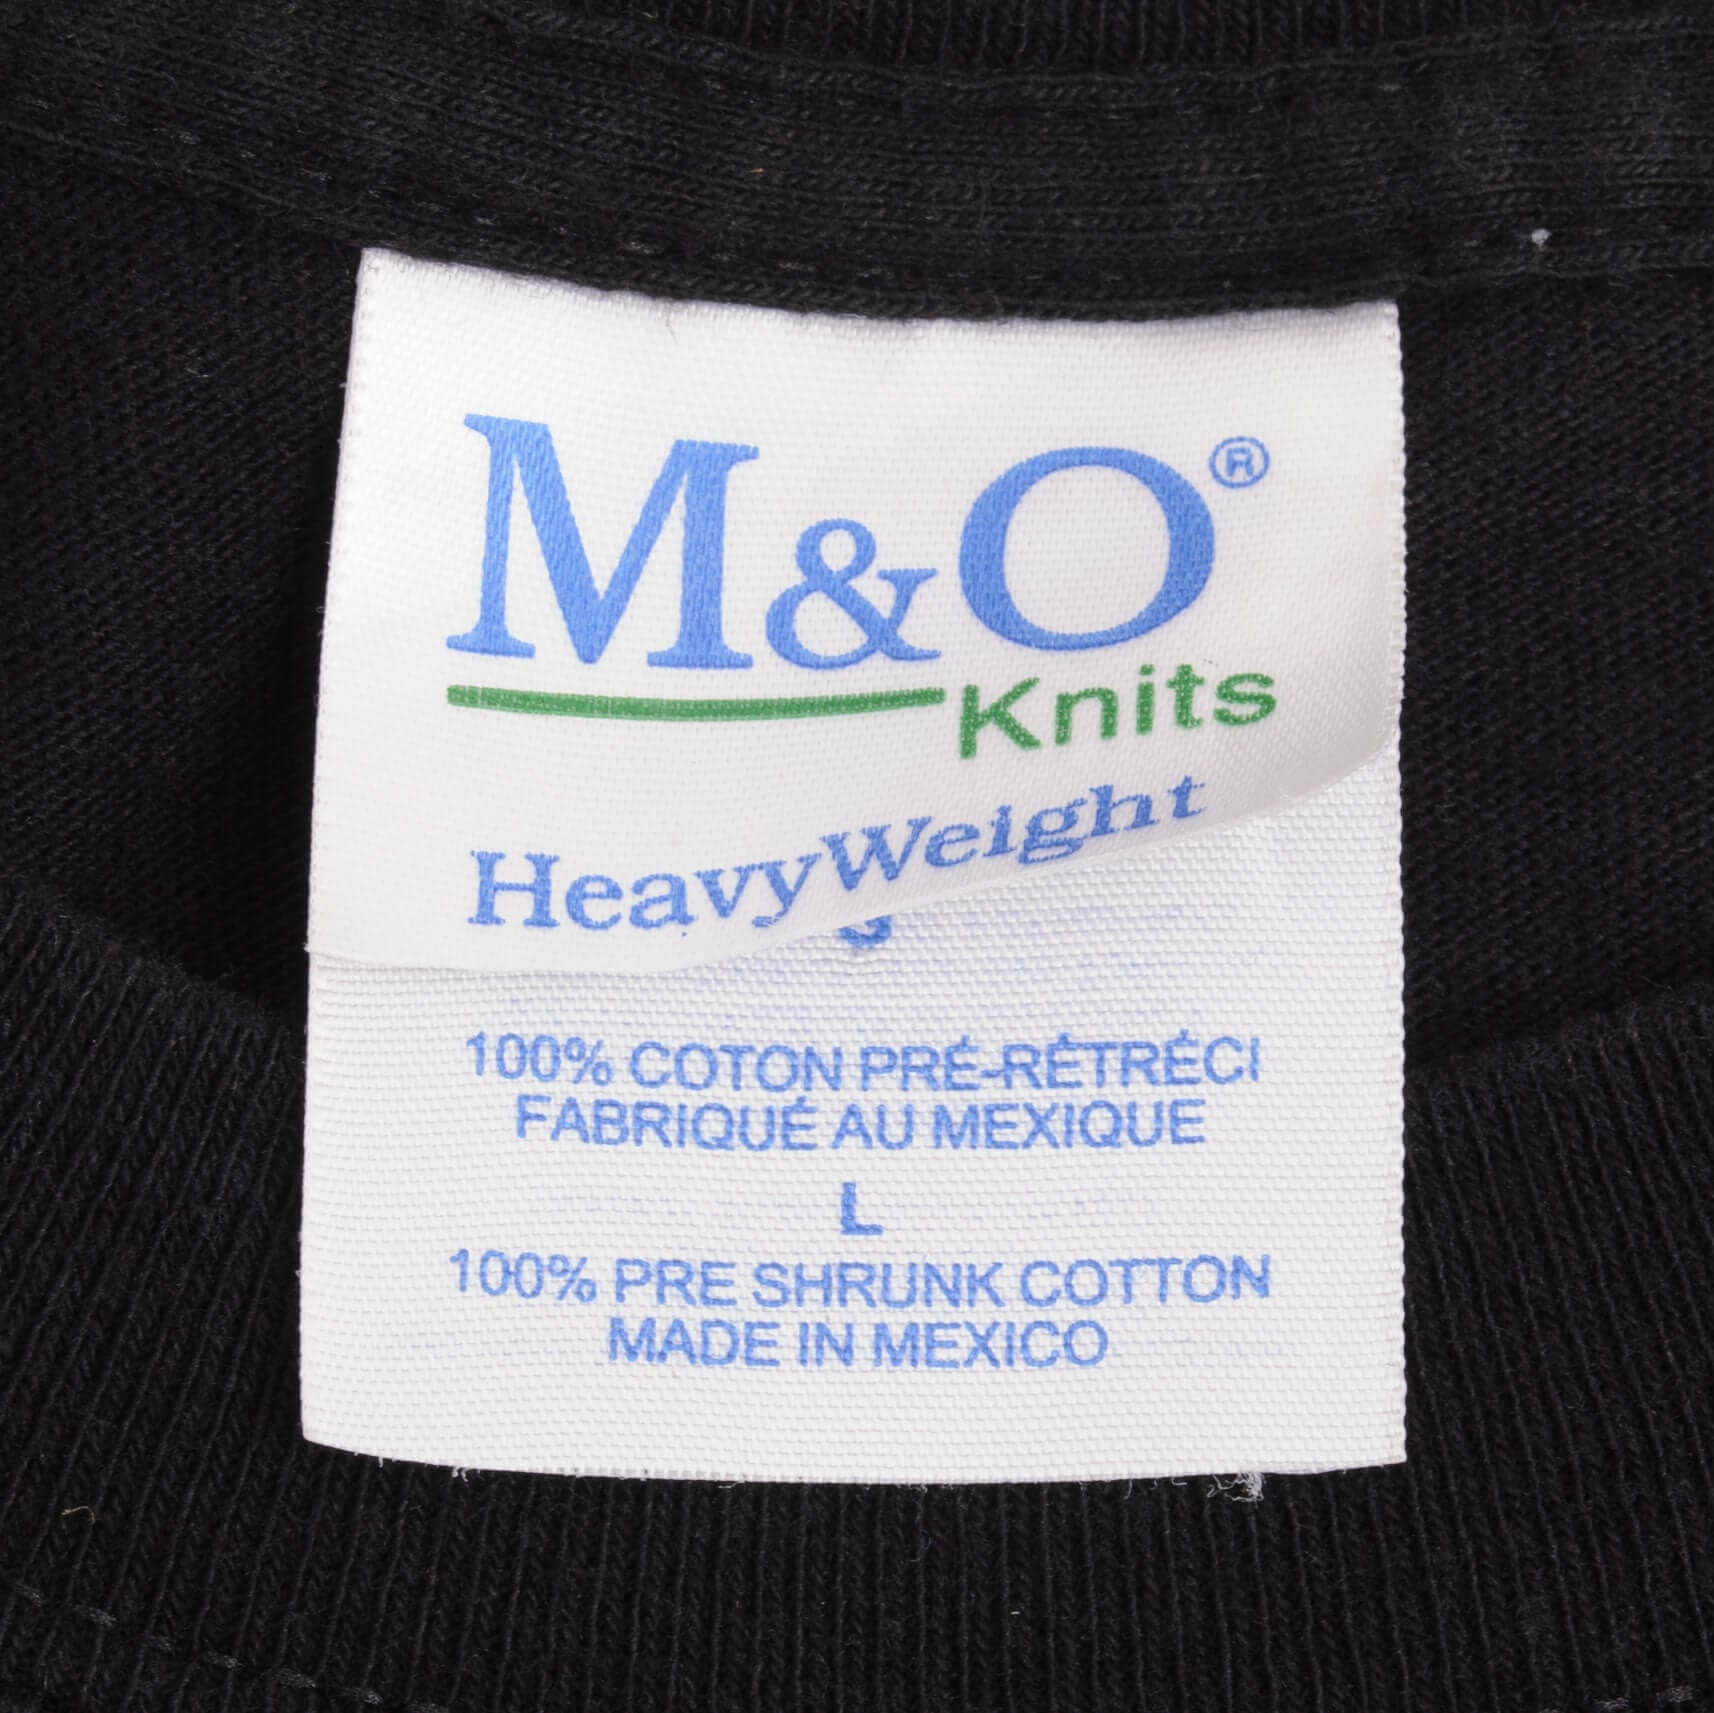 M&O®
Knits
HeavyWeight
100% COTON PRÉ-RÉTRÉCI
FABRIQUÉ AU MEXIQUE
L
100% PRE SHRUNK COTTON
MADE IN MEXICO